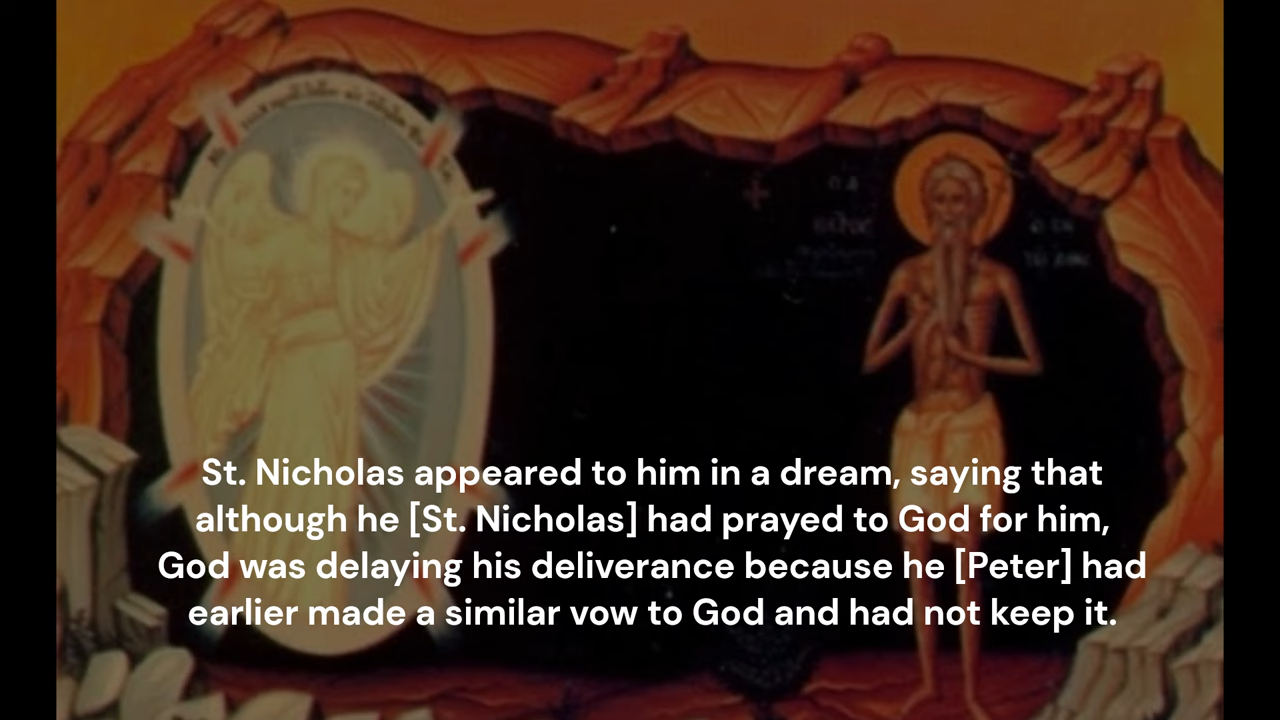 St. Nicholas appeared to him in a dream, saying that
although he [St. Nicholas] had prayed to God for him,
God was delaying his deliverance because he [Peter] had
earlier made a similar vow to God and had not keep it.